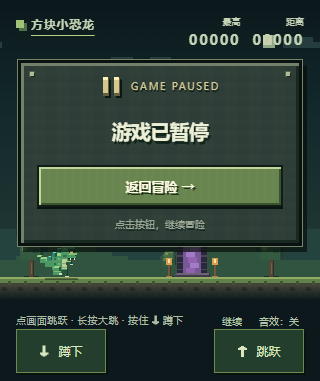 方块小恐龙
最高 距离
00000 00000
GAME PAUSED
游戏已暂停
返回冒险 →
点击按钮，继续冒险
点画面跳跃 · 长按大跳 · 按住 ↓ 蹲下
继续 音效：关
↓ 蹲下
↑ 跳跃